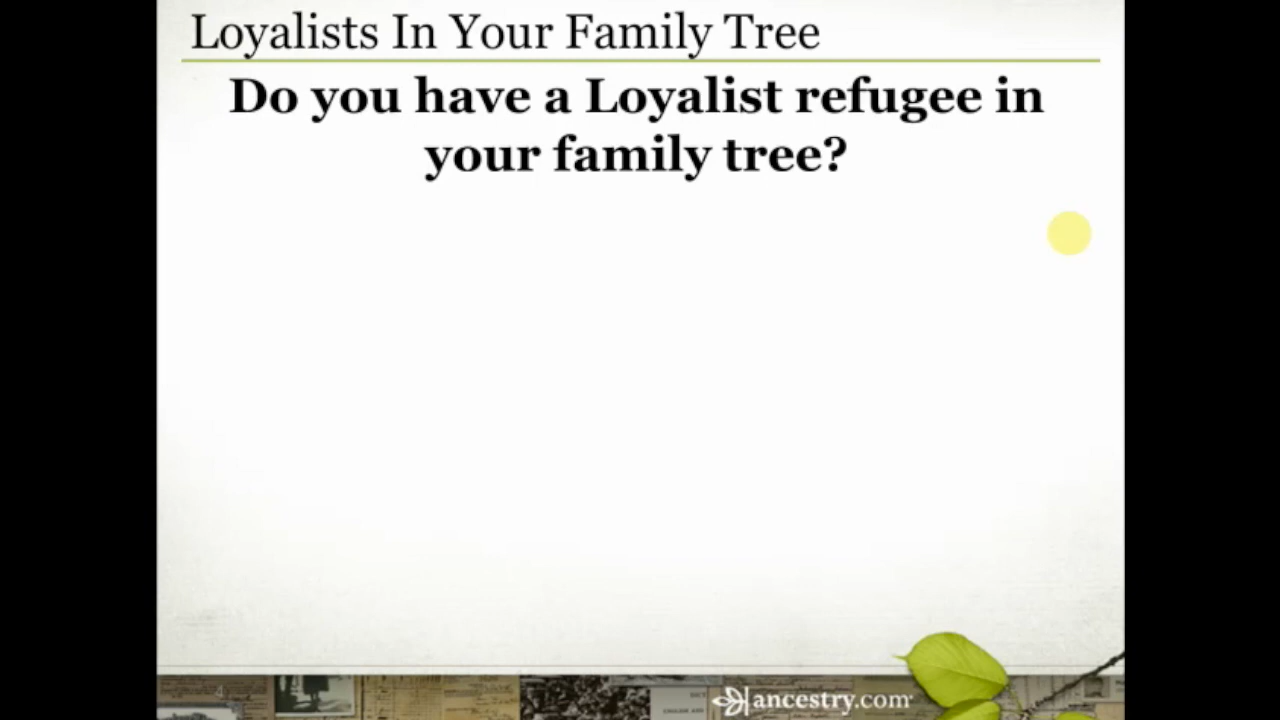 Loyalists In Your Family Tree
Do you have a Loyalist refugee in
your family tree?
ancestry.com